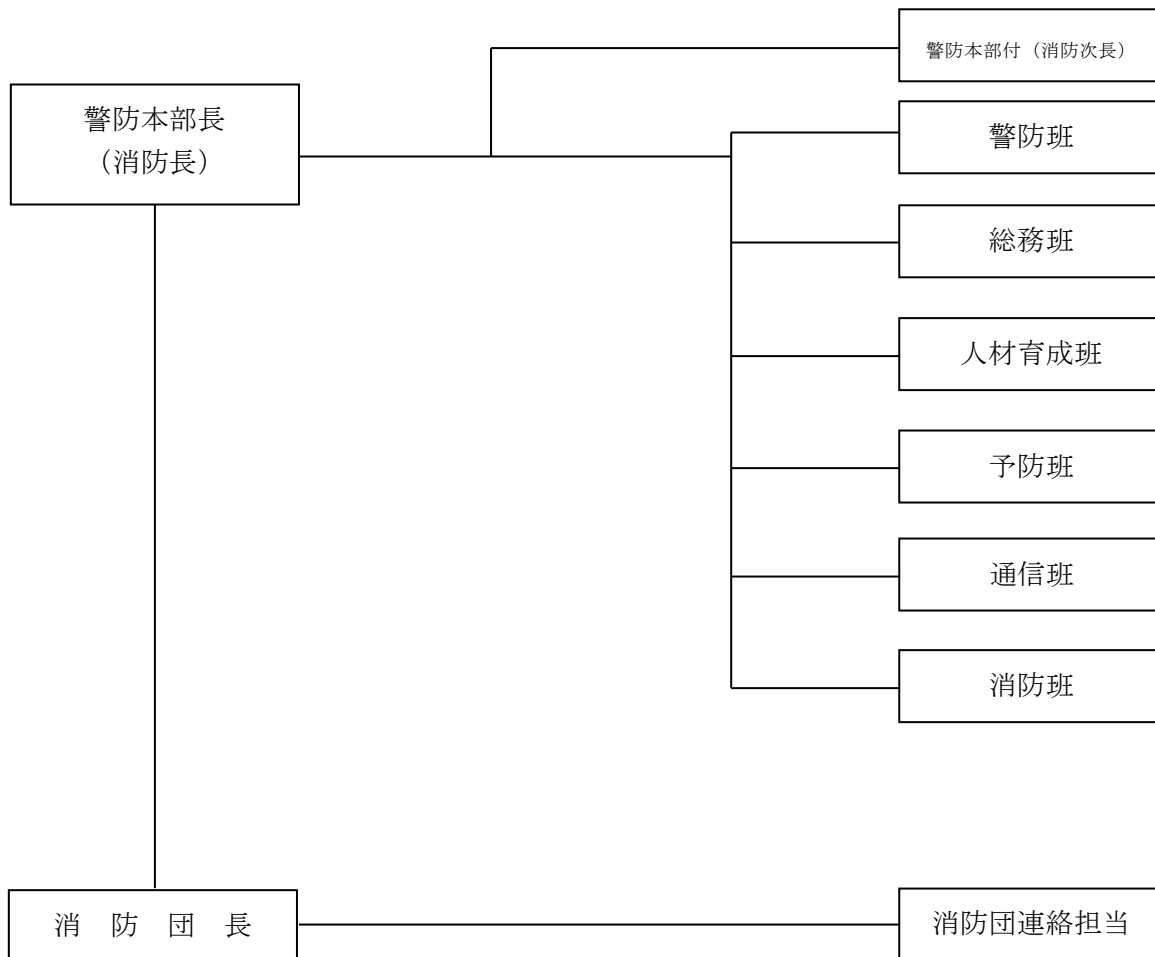 警防本部付（消防次長）
警防本部長
（消防長）
警防班
総務班
人材育成班
予防班
通信班
消防班
消　防　団　長
消防団連絡担当